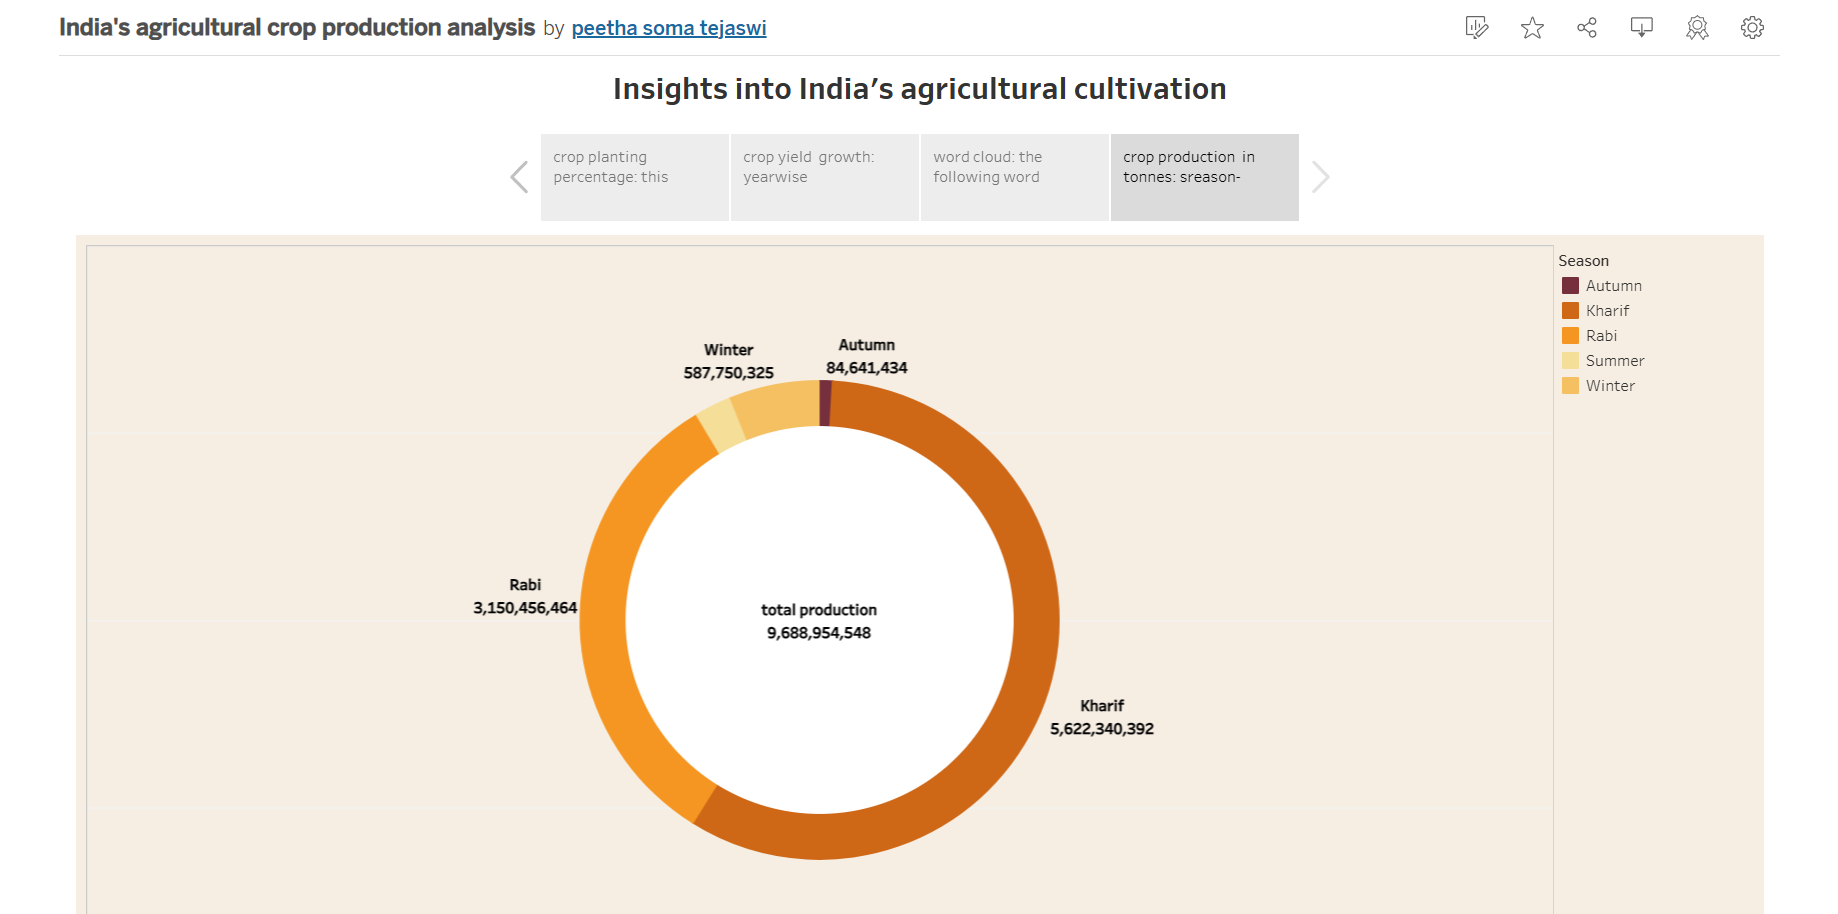 India's agricultural crop production analysis by peetha soma tejaswi
Insights into India’s agricultural cultivation
crop planting
percentage: this
crop yield growth:
yearwise
word cloud: the
following word
crop production in
tonnes: sreason-
Season
Autumn
Kharif
Rabi
Summer
Winter
Winter
587,750,325
Autumn
84,641,434
Rabi
3,150,456,464
total production
9,688,954,548
Kharif
5,622,340,392